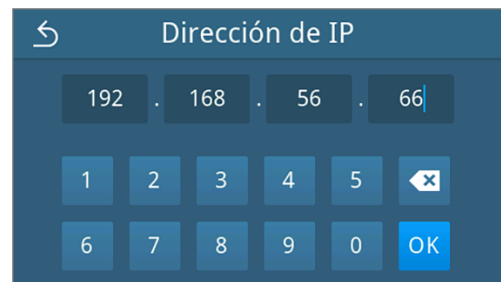 Dirección de IP
192 . 168 . 56 . 66
1 2 3 4 5
6 7 8 9 0 OK